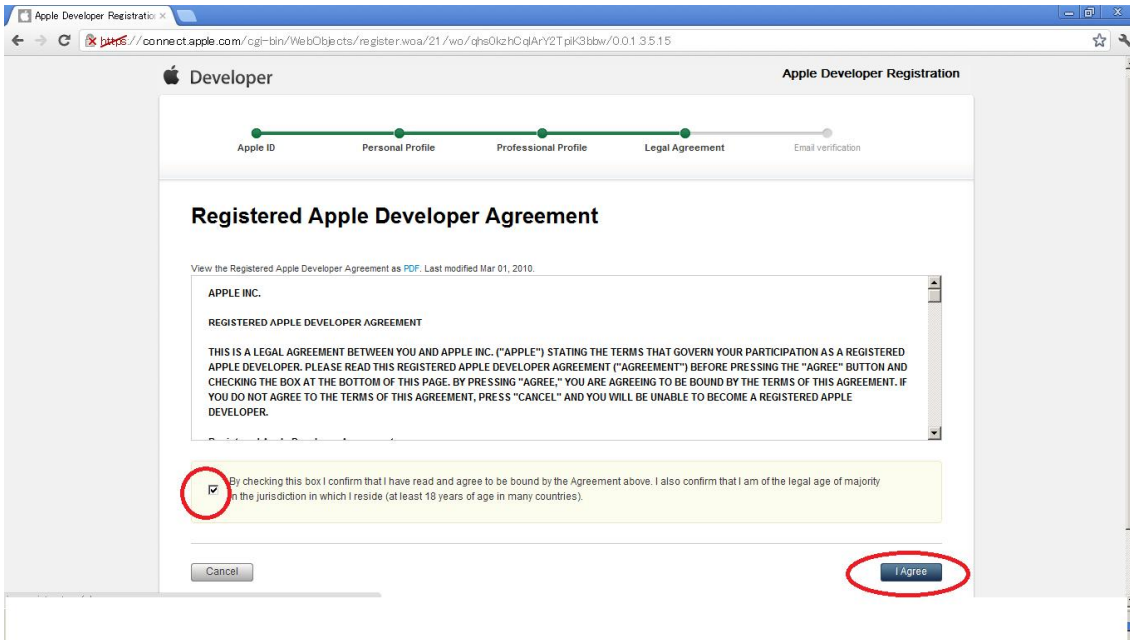 Apple Developer Registratio
https://connect.apple.com/cgi-bin/WebObjects/register.woa/21/wo/qhs0kzhCqlArY2TpiK3bbw/0.0.1.3.5.15
Developer
Apple Developer Registration
Apple ID
Personal Profile
Professional Profile
Legal Agreement
Email verification
Registered Apple Developer Agreement
View the Registered Apple Developer Agreement as PDF. Last modified Mar 01, 2010.
APPLE INC.
REGISTERED APPLE DEVELOPER AGREEMENT
THIS IS A LEGAL AGREEMENT BETWEEN YOU AND APPLE INC. ("APPLE") STATING THE TERMS THAT GOVERN YOUR PARTICIPATION AS A REGISTERED
APPLE DEVELOPER. PLEASE READ THIS REGISTERED APPLE DEVELOPER AGREEMENT ("AGREEMENT") BEFORE PRESSING THE "AGREE" BUTTON AND
CHECKING THE BOX AT THE BOTTOM OF THIS PAGE. BY PRESSING "AGREE," YOU ARE AGREEING TO BE BOUND BY THE TERMS OF THIS AGREEMENT. IF
YOU DO NOT AGREE TO THE TERMS OF THIS AGREEMENT, PRESS "CANCEL" AND YOU WILL BE UNABLE TO BECOME A REGISTERED APPLE
DEVELOPER.
By checking this box I confirm that I have read and agree to be bound by the Agreement above. I also confirm that I am of the legal age of majority
in the jurisdiction in which I reside (at least 18 years of age in many countries).
Cancel
I Agree